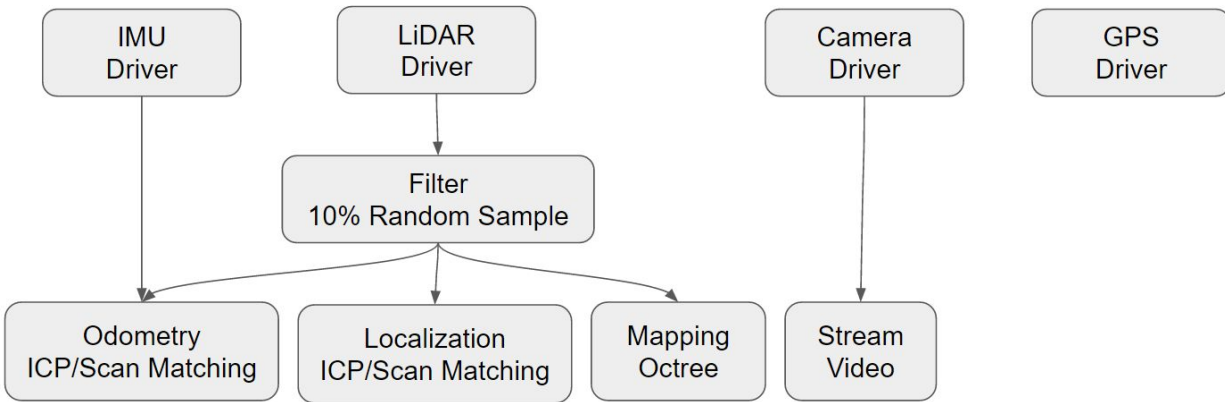 IMU
Driver
LiDAR
Driver
Camera
Driver
GPS
Driver
Filter
10% Random Sample
Odometry
ICP/Scan Matching
Localization
ICP/Scan Matching
Mapping
Octree
Stream
Video